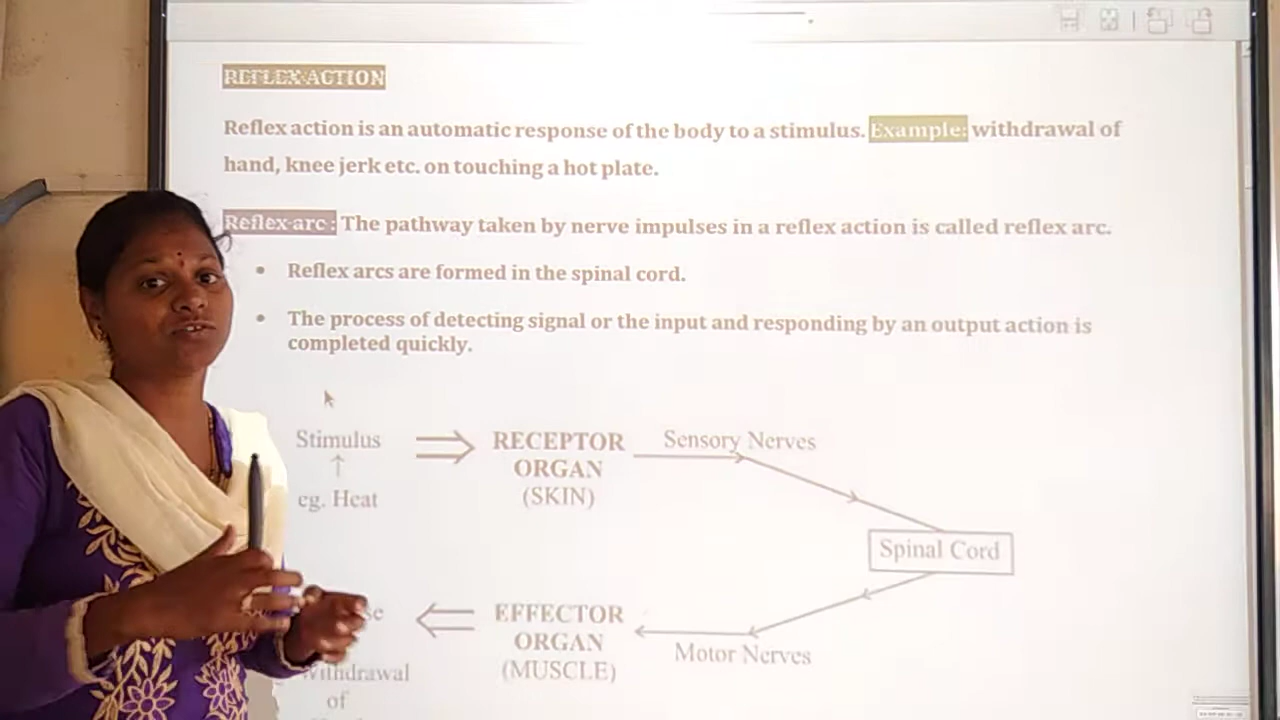 REFLEX ACTION
Reflex action is an automatic response of the body to a stimulus. Example: withdrawal of
hand, knee jerk etc. on touching a hot plate.
Reflex arc : The pathway taken by nerve impulses in a reflex action is called reflex arc.
• Reflex arcs are formed in the spinal cord.
• The process of detecting signal or the input and responding by an output action is
completed quickly.
Stimulus
eg. Heat
RECEPTOR
ORGAN
(SKIN)
Sensory Nerves
Spinal Cord
Motor Nerves
EFFECTOR
ORGAN
(MUSCLE)
withdrawal
of